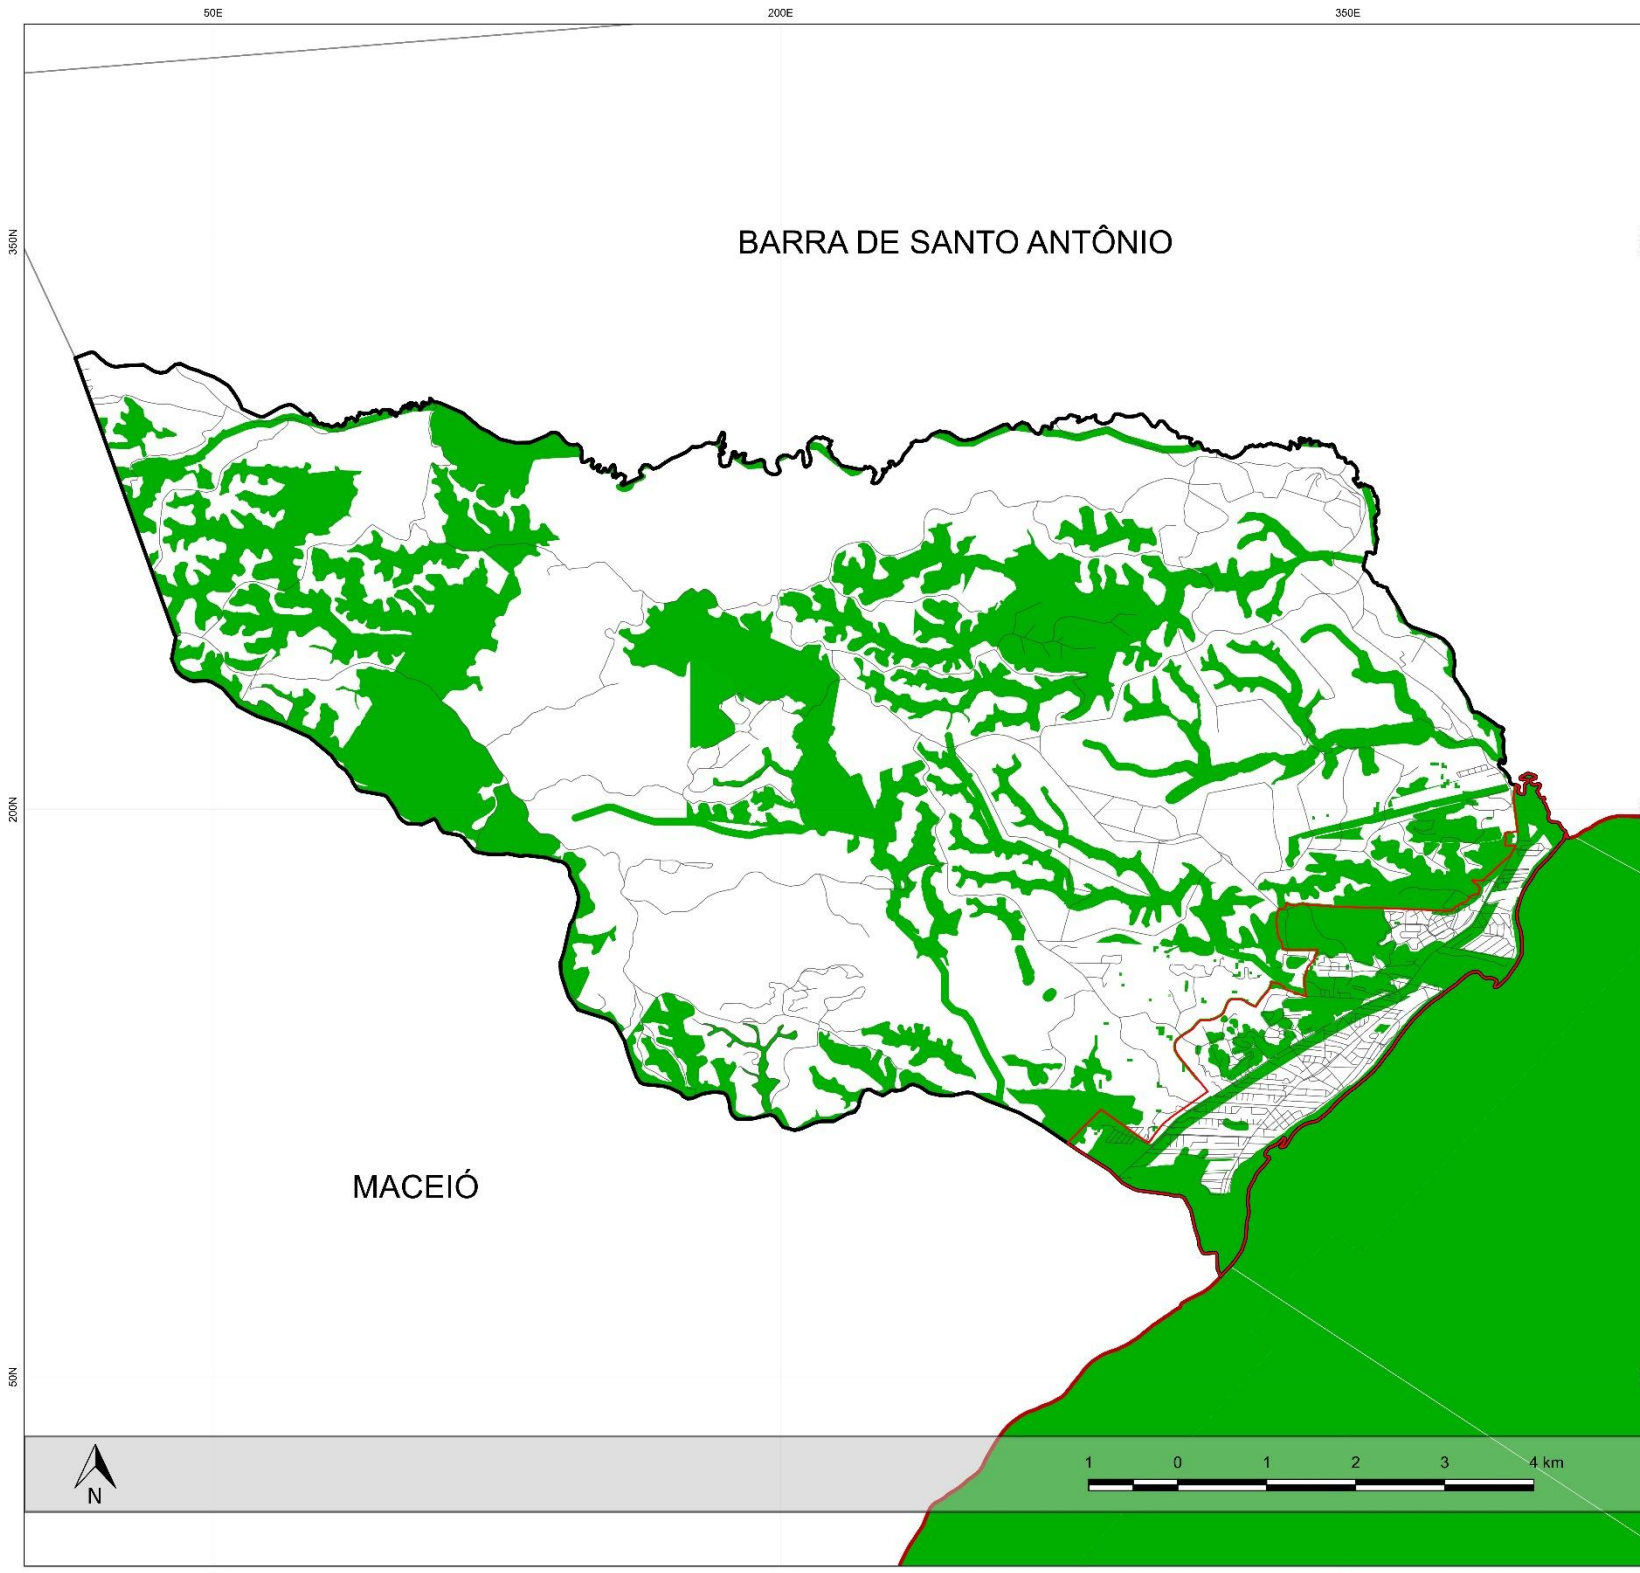 50E 200E 350E
350N
BARRA DE SANTO ANTÔNIO
200N
MACEIÓ
50N
N
1 0 1 2 3 4 km